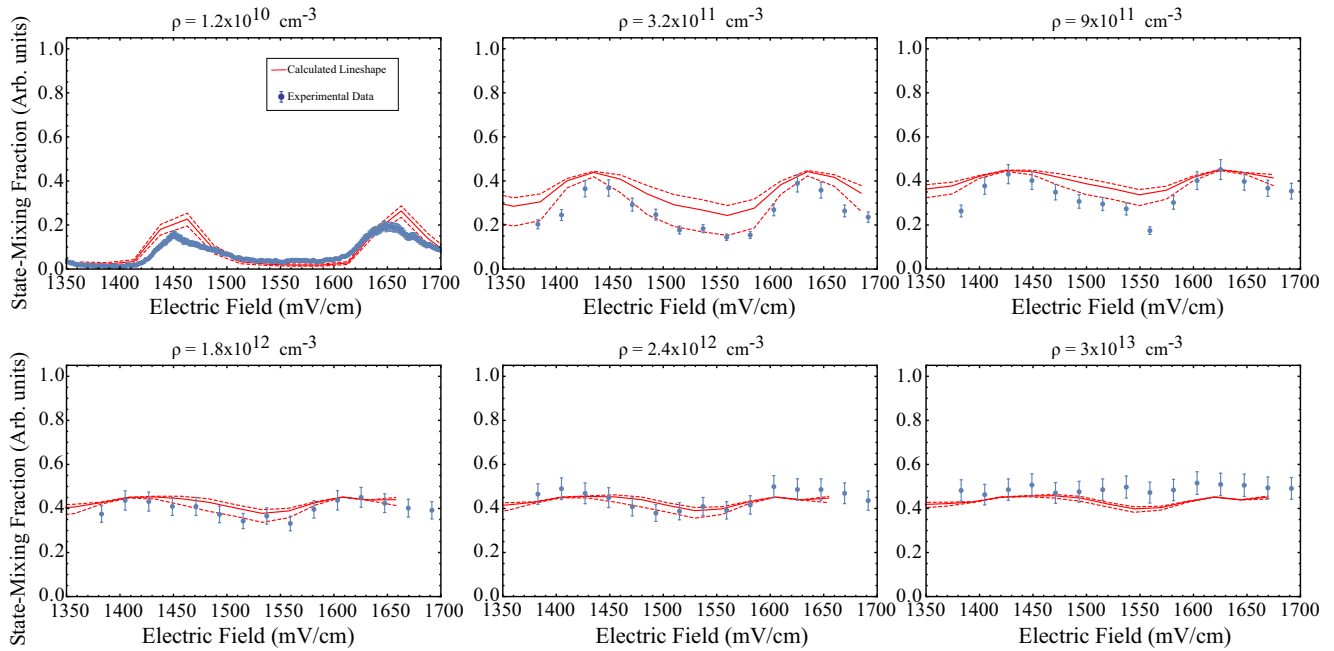 ρ = 1.2x10^10 cm^-3
ρ = 3.2x10^11 cm^-3
ρ = 9x10^11 cm^-3
State-Mixing Fraction (Arb. units)
1.0
0.8
0.6
0.4
0.2
0.0
Calculated Lineshape
Experimental Data
1350 1400 1450 1500 1550 1600 1650 1700
Electric Field (mV/cm)
1.0
0.8
0.6
0.4
0.2
0.0
1350 1400 1450 1500 1550 1600 1650 1700
Electric Field (mV/cm)
1.0
0.8
0.6
0.4
0.2
0.0
1350 1400 1450 1500 1550 1600 1650 1700
Electric Field (mV/cm)
ρ = 1.8x10^12 cm^-3
ρ = 2.4x10^12 cm^-3
ρ = 3x10^13 cm^-3
State-Mixing Fraction (Arb. units)
1.0
0.8
0.6
0.4
0.2
0.0
1350 1400 1450 1500 1550 1600 1650 1700
Electric Field (mV/cm)
1.0
0.8
0.6
0.4
0.2
0.0
1350 1400 1450 1500 1550 1600 1650 1700
Electric Field (mV/cm)
1.0
0.8
0.6
0.4
0.2
0.0
1350 1400 1450 1500 1550 1600 1650 1700
Electric Field (mV/cm)